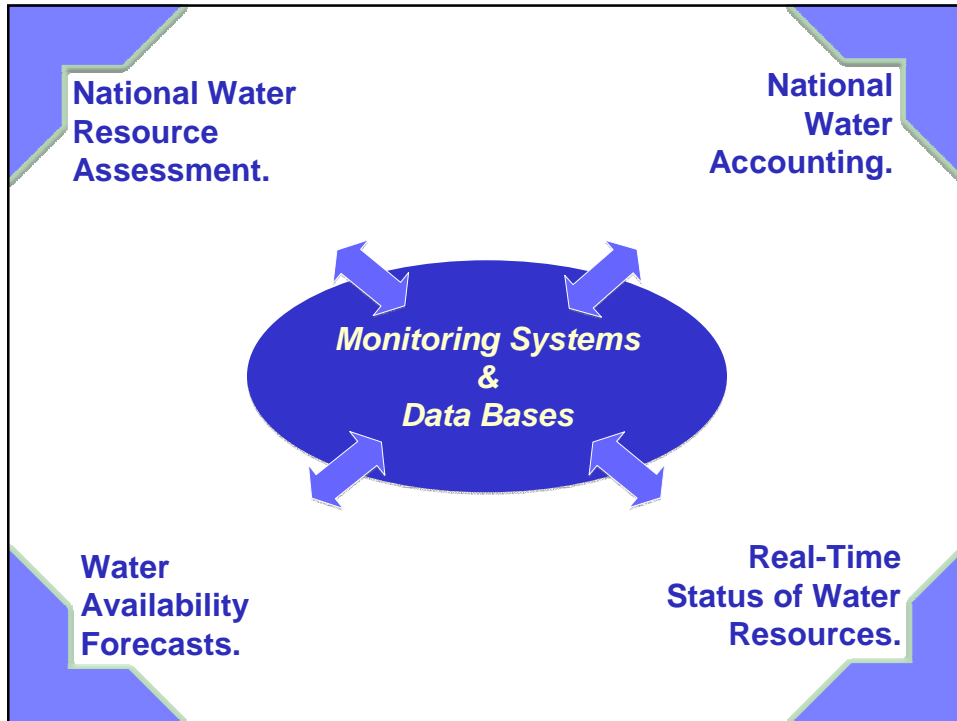 National Water
Resource
Assessment.
National
Water
Accounting.
Monitoring Systems
&
Data Bases
Water
Availability
Forecasts.
Real-Time
Status of Water
Resources.